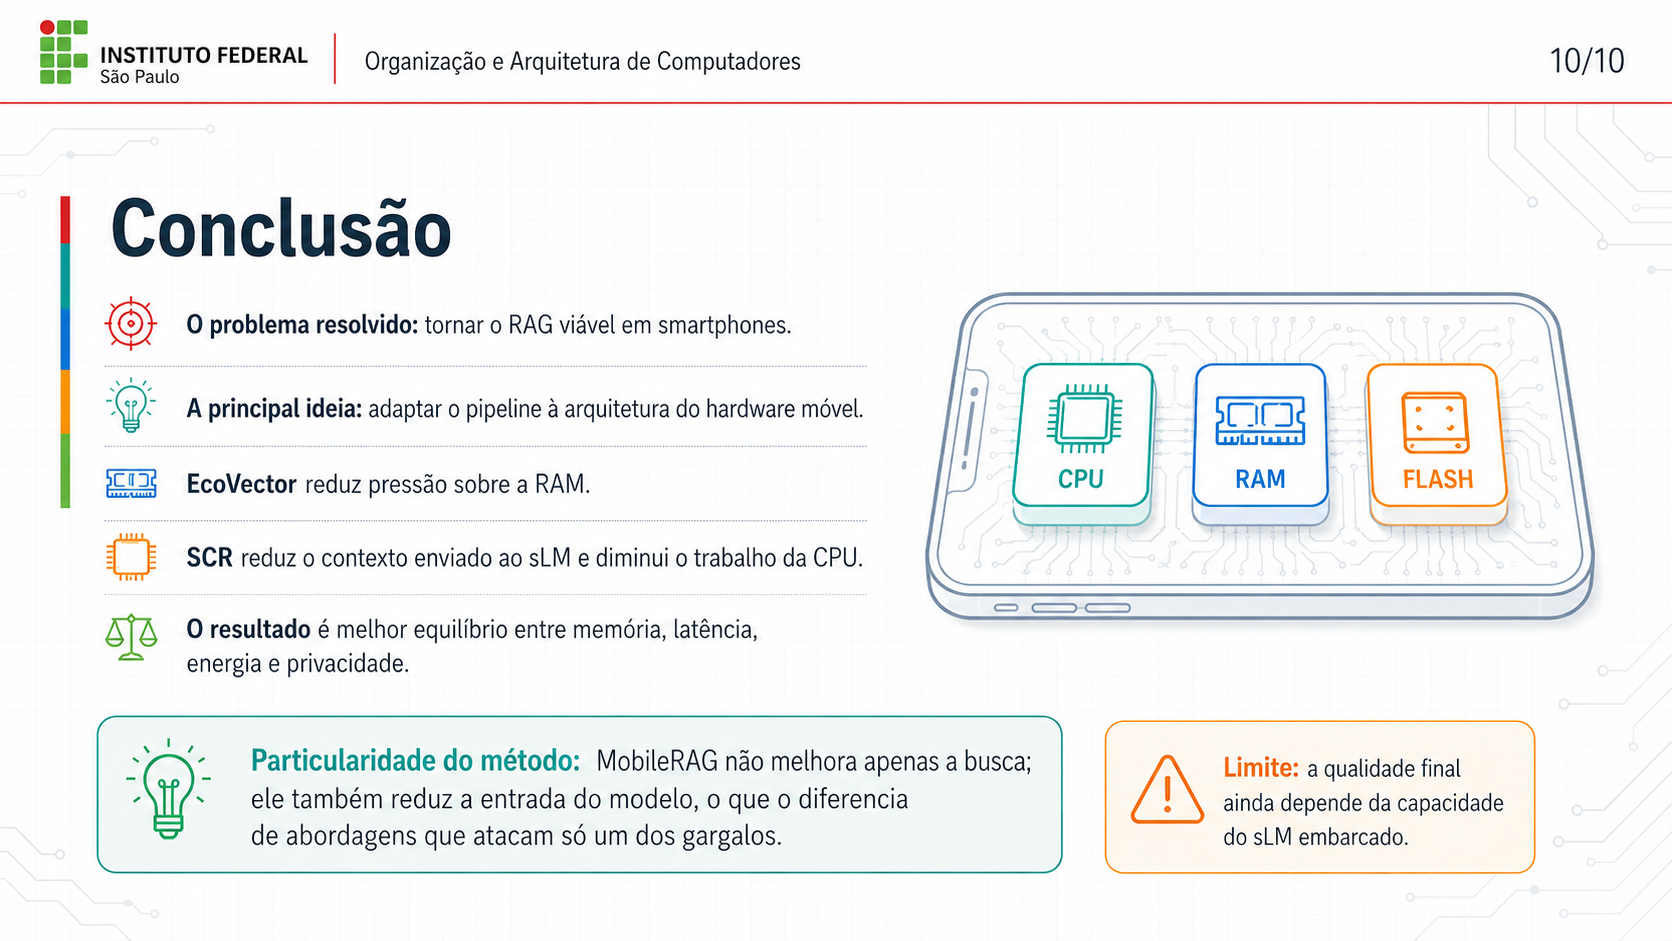 INSTITUTO FEDERAL
São Paulo
Organização e Arquitetura de Computadores
10/10
Conclusão
O problema resolvido: tornar o RAG viável em smartphones.
A principal ideia: adaptar o pipeline à arquitetura do hardware móvel.
EcoVector reduz pressão sobre a RAM.
SCR reduz o contexto enviado ao sLM e diminui o trabalho da CPU.
O resultado é melhor equilíbrio entre memória, latência,
energia e privacidade.
CPU
RAM
FLASH
Particularidade do método: MobileRAG não melhora apenas a busca;
ele também reduz a entrada do modelo, o que o diferencia
de abordagens que atacam só um dos gargalos.
Limite: a qualidade final
ainda depende da capacidade
do sLM embarcado.